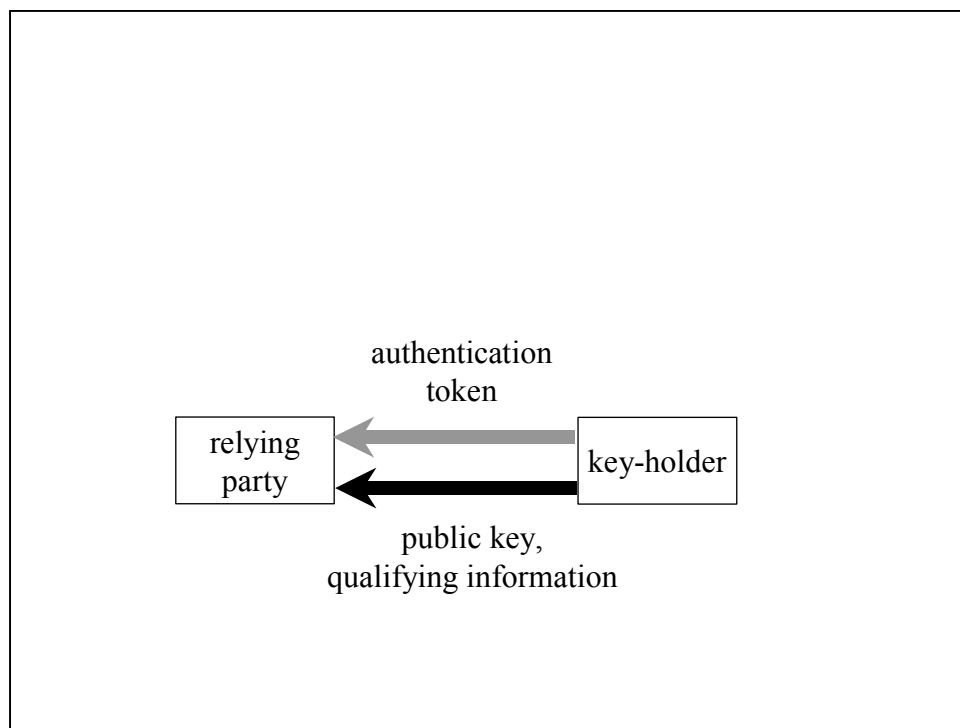 authentication
token
relying
party
key-holder
public key,
qualifying information